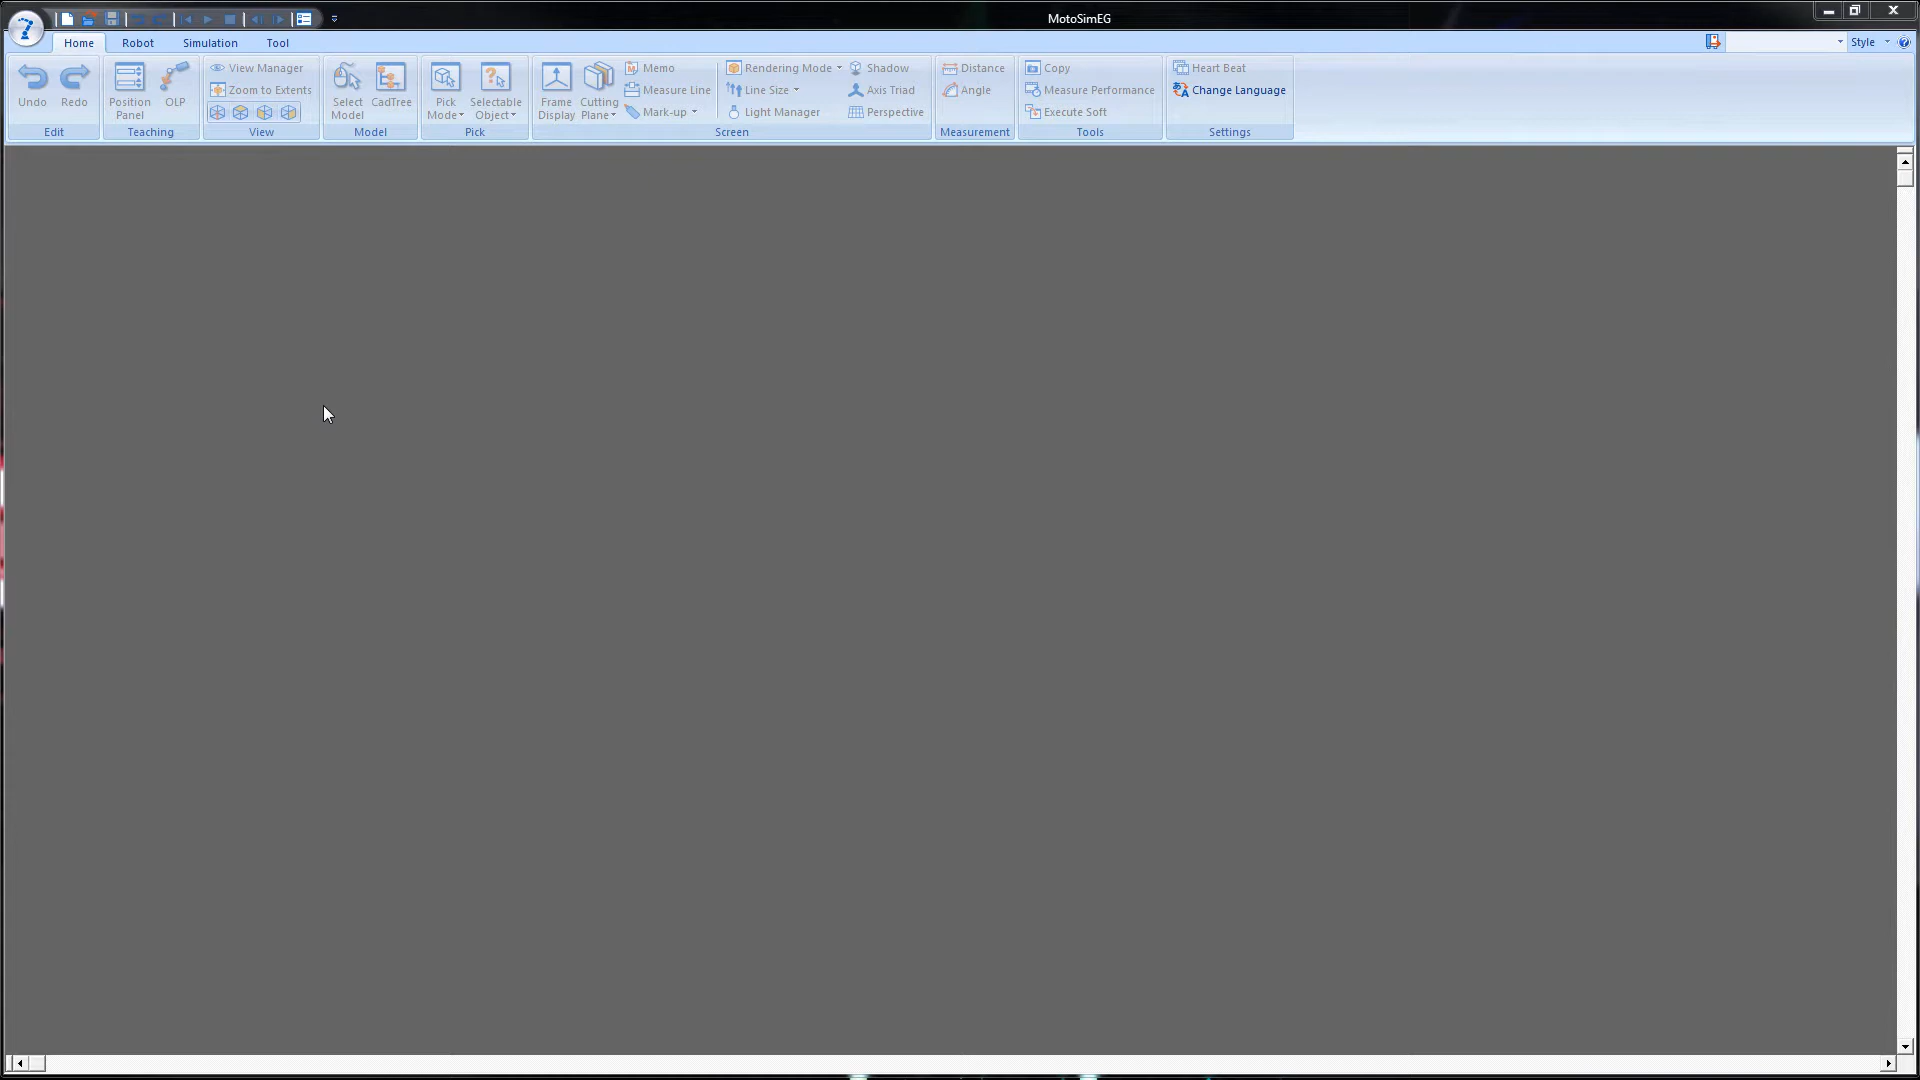 MotoSimEG
Home Robot Simulation Tool Style
Undo Redo
Edit
Position Panel OLP
Teaching
View Manager
Zoom to Extents
View
Select Model CadTree
Model
Pick Mode Selectable Object
Pick
Frame Display Cutting Plane
Memo
Measure Line
Mark-up
Rendering Mode
Line Size
Light Manager
Shadow
Axis Triad
Perspective
Screen
Distance
Angle
Measurement
Copy
Measure Performance
Execute Soft
Tools
Heart Beat
Change Language
Settings